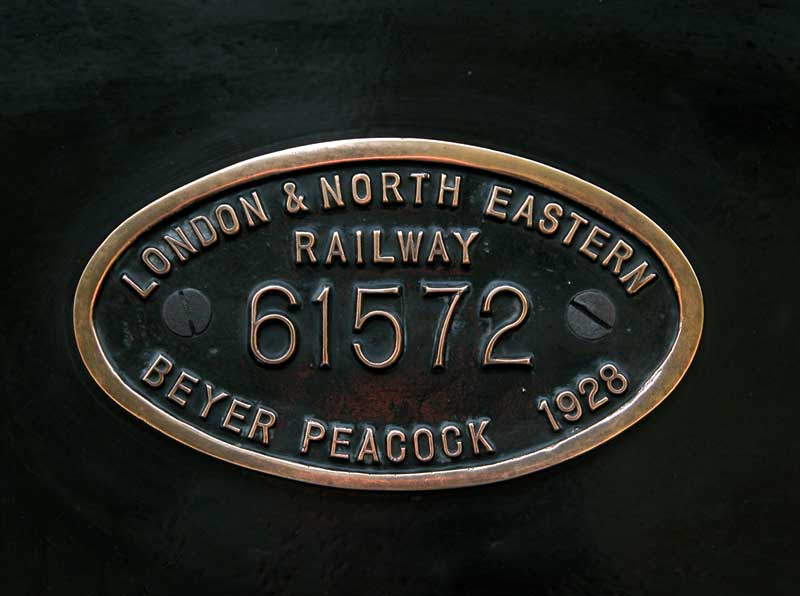 LONDON & NORTH EASTERN
RAILWAY
61572
BEYER PEACOCK 1928